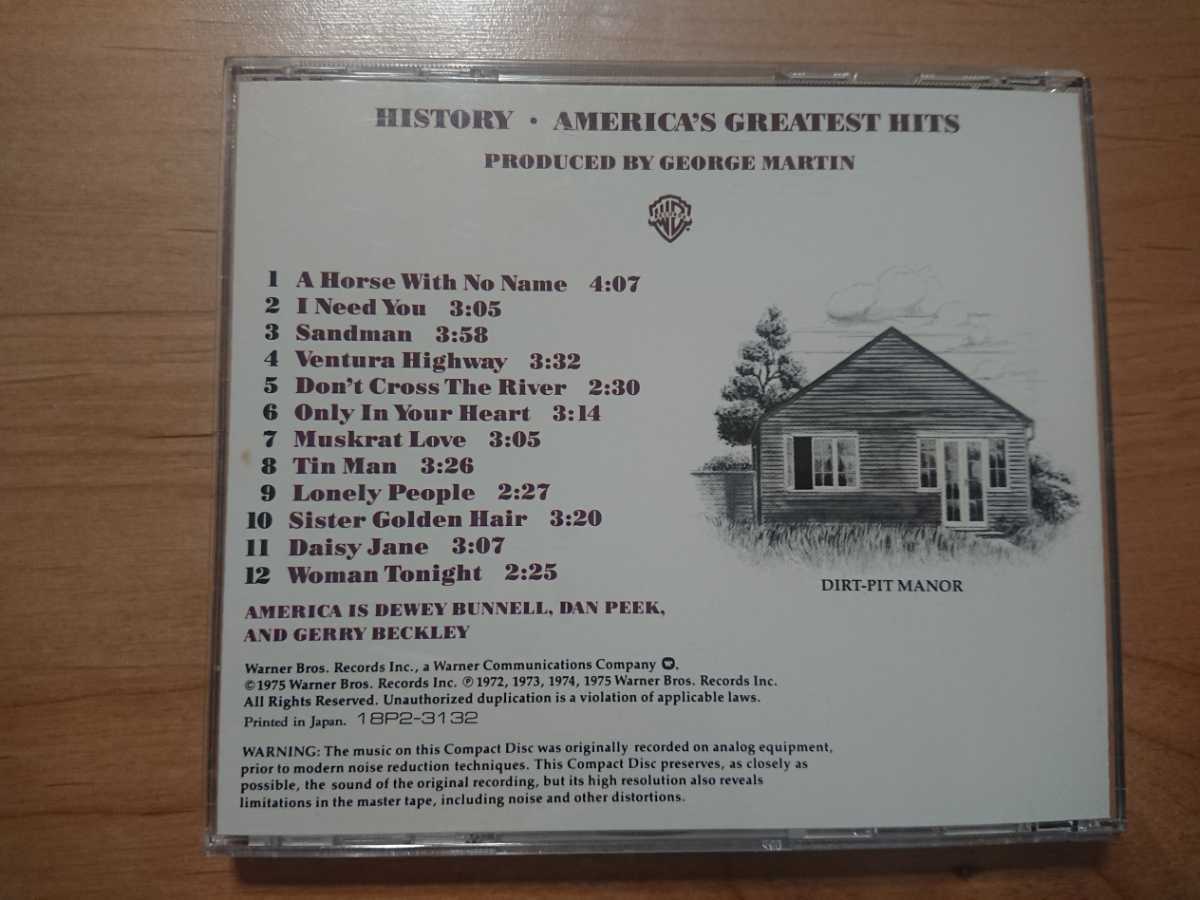 HISTORY · AMERICA'S GREATEST HITS
PRODUCED BY GEORGE MARTIN
1 A Horse With No Name 4:07
2 I Need You 3:05
3 Sandman 3:58
4 Ventura Highway 3:32
5 Don't Cross The River 2:30
6 Only In Your Heart 3:14
7 Muskrat Love 3:05
8 Tin Man 3:26
9 Lonely People 2:27
10 Sister Golden Hair 3:20
11 Daisy Jane 3:07
12 Woman Tonight 2:25
DIRT-PIT MANOR
AMERICA IS DEWEY BUNNELL, DAN PEEK,
AND GERRY BECKLEY
Warner Bros. Records Inc., a Warner Communications Company .
©1975 Warner Bros. Records Inc. ℗ 1972, 1973, 1974, 1975 Warner Bros. Records Inc.
All Rights Reserved. Unauthorized duplication is a violation of applicable laws.
Printed in Japan. 18P2-3132
WARNING: The music on this Compact Disc was originally recorded on analog equipment,
prior to modern noise reduction techniques. This Compact Disc preserves, as closely as
possible, the sound of the original recording, but its high resolution also reveals
limitations in the master tape, including noise and other distortions.